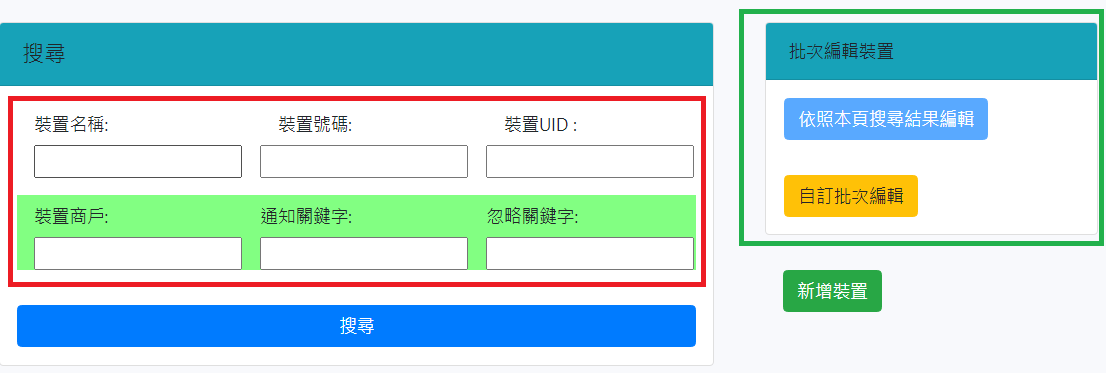 搜尋
裝置名稱:
裝置號碼:
裝置UID :
裝置商戶:
通知關鍵字:
忽略關鍵字:
搜尋
批次編輯裝置
依照本頁搜尋結果編輯
自訂批次編輯
新增裝置